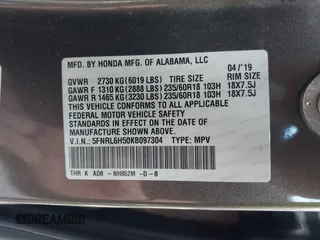 MFD. BY HONDA MFG. OF ALABAMA, LLC 04/'19
GVWR 2730 KG(6019 LBS) TIRE SIZE RIM SIZE
GAWR F 1310 KG(2888 LBS)235/60R18 103H 18X7.5J
GAWR R 1465 KG(3230 LBS)235/60R18 103H 18X7.5J
THIS VEHICLE CONFORMS TO ALL APPLICABLE
FEDERAL MOTOR VEHICLE SAFETY STANDARDS
IN EFFECT ON THE DATE OF MANUFACTURE
SHOWN ABOVE.
V.I.N.: 5FNRL6H50KB097304 TYPE: MPV
THR K AD8 -NH862M -D-B
DREAMBID